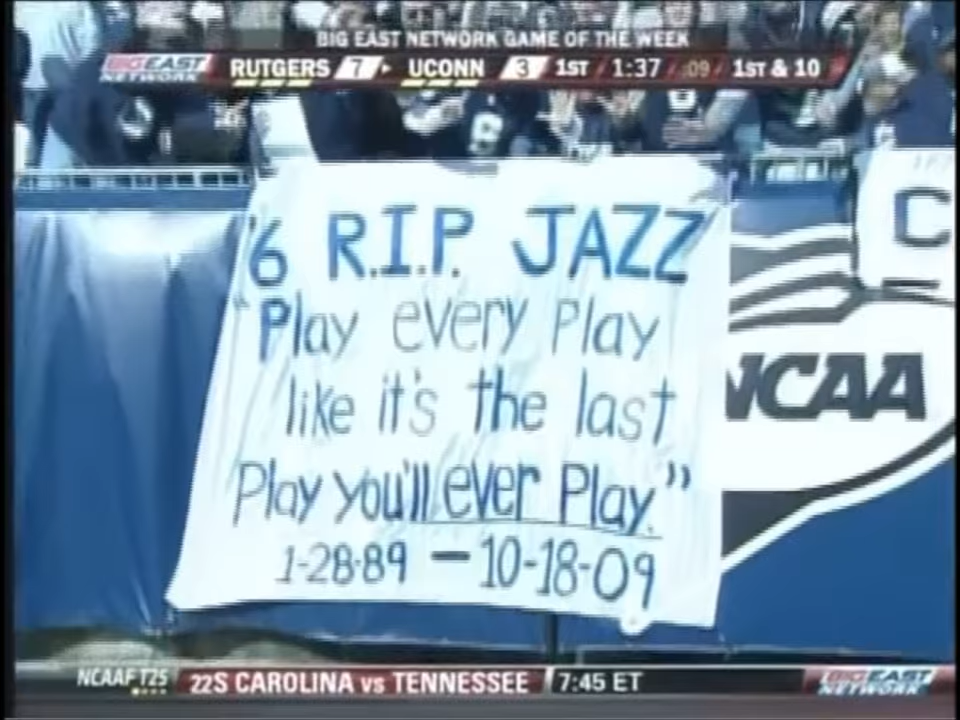 BIG EAST NETWORK GAME OF THE WEEK
BIG EAST NETWORK RUTGERS 7 UCONN 3 1ST 1:37 :09 1ST & 10
'6 R.I.P. JAZZ
"Play every Play
like it's the last
Play you'll ever Play."
1-28-89 — 10-18-09
NCAA
C
NCAAF T25 22 S CAROLINA vs TENNESSEE 7:45 ET BIG EAST NETWORK